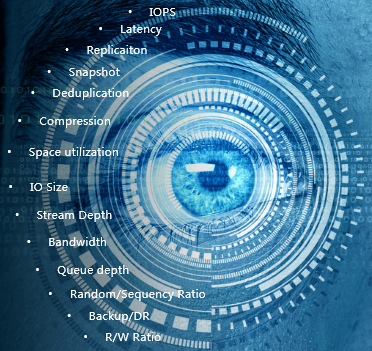 • IOPS
• Latency
• Replicaiton
• Snapshot
• Deduplication
• Compression
• Space utilization
• IO Size
• Stream Depth
• Bandwidth
• Queue depth
• Random/Sequency Ratio
• Backup/DR
• R/W Ratio